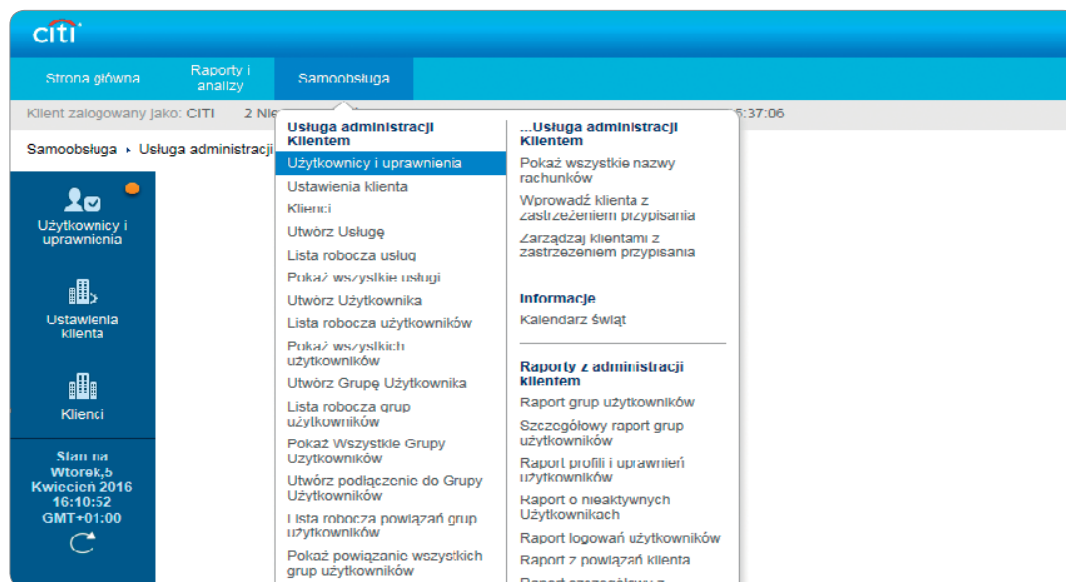 citi
Strona główna
Raporty i
analizy
Samoobsługa
Klient zalogowany jako: CITI
2 Nie
5:37:06
Samoobsługa › Usługa administracji
Użytkownicy i
uprawnienia
Ustawienia
klienta
Klienci
Stan na
Wtorek,5
Kwiecień 2016
16:10:52
GMT+01:00
Usługa administracji
Klientem
Użytkownicy i uprawnienia
Ustawienia klienta
Klienci
Utwórz Usługę
Lista robocza usług
Pokaż wszystkie usługi
Utwórz Użytkownika
Lista robocza użytkowników
Pokaż wszystkich
użytkowników
Utwórz Grupę Użytkownika
Lista robocza grup
użytkowników
Pokaż Wszystkie Grupy
Użytkowników
Utwórz podłączenie do Grupy
Użytkowników
Lista robocza powiązań grup
użytkowników
Pokaż powiązanie wszystkich
grup użytkowników
...Usługa administracji
Klientem
Pokaż wszystkie nazwy
rachunków
Wprowadź klienta z
zastrzeżeniem przypisania
Zarządzaj klientami z
zastrzeżeniem przypisania
Informacje
Kalendarz świąt
Raporty z administracji
klientem
Raport grup użytkowników
Szczegółowy raport grup
użytkowników
Raport profili i uprawnień
użytkowników
Raport o nieaktywnych
Użytkownikach
Raport logowań użytkowników
Raport z powiązań klienta
Raport szczegółowy z